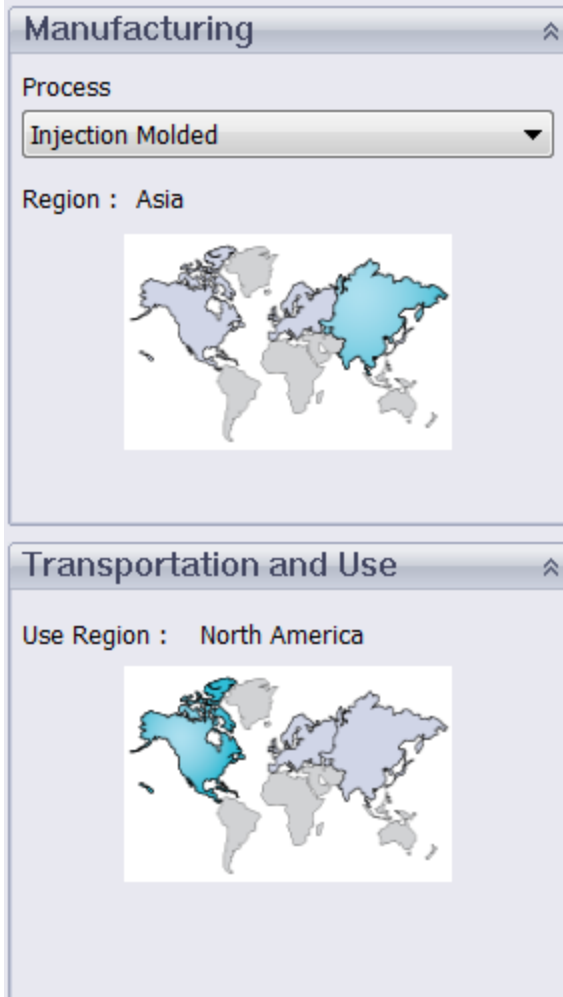 Manufacturing
Process
Injection Molded
Region : Asia
Transportation and Use
Use Region : North America